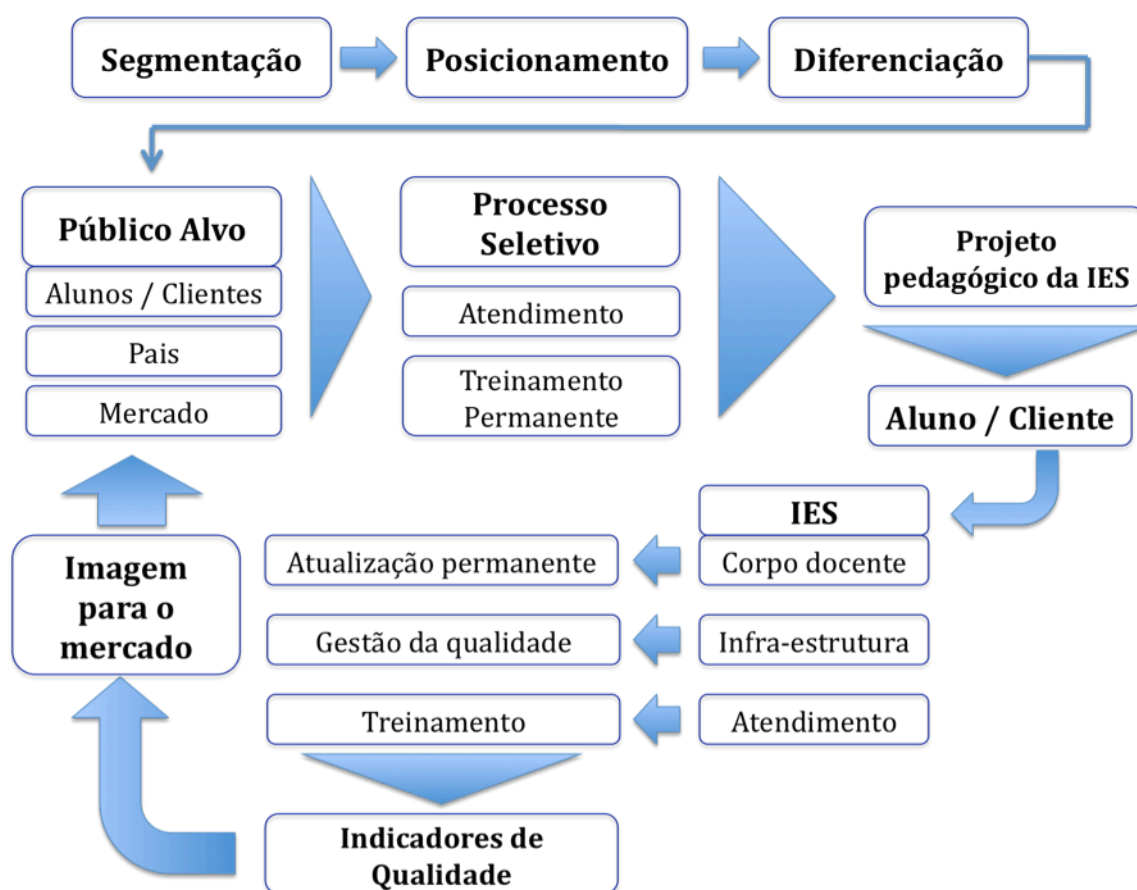 Segmentação
Posicionamento
Diferenciação
Público Alvo
Alunos / Clientes
Pais
Mercado
Processo
Seletivo
Atendimento
Treinamento
Permanente
Projeto
pedagógico da IES
Aluno / Cliente
IES
Corpo docente
Atualização permanente
Infra-estrutura
Gestão da qualidade
Atendimento
Treinamento
Indicadores de
Qualidade
Imagem
para o
mercado